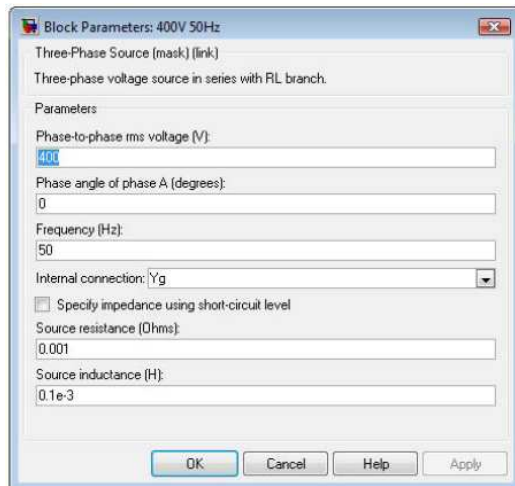 Block Parameters: 400V 50Hz
Three-Phase Source (mask) (link)
Three-phase voltage source in series with RL branch.
Parameters
Phase-to-phase rms voltage (V):
400
Phase angle of phase A (degrees):
0
Frequency (Hz):
50
Internal connection: Yg
Specify impedance using short-circuit level
Source resistance (Ohms):
0.001
Source inductance (H):
0.1e-3
OK Cancel Help Apply